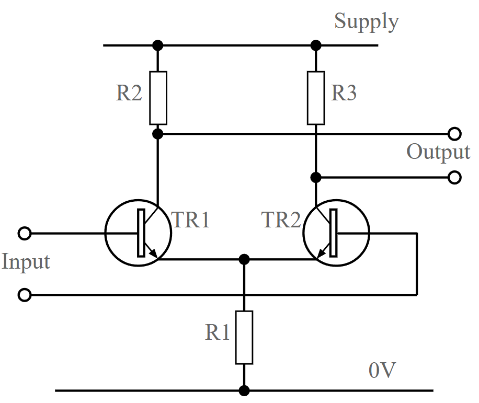 Supply
R2
R3
Output
TR1
TR2
Input
R1
0V